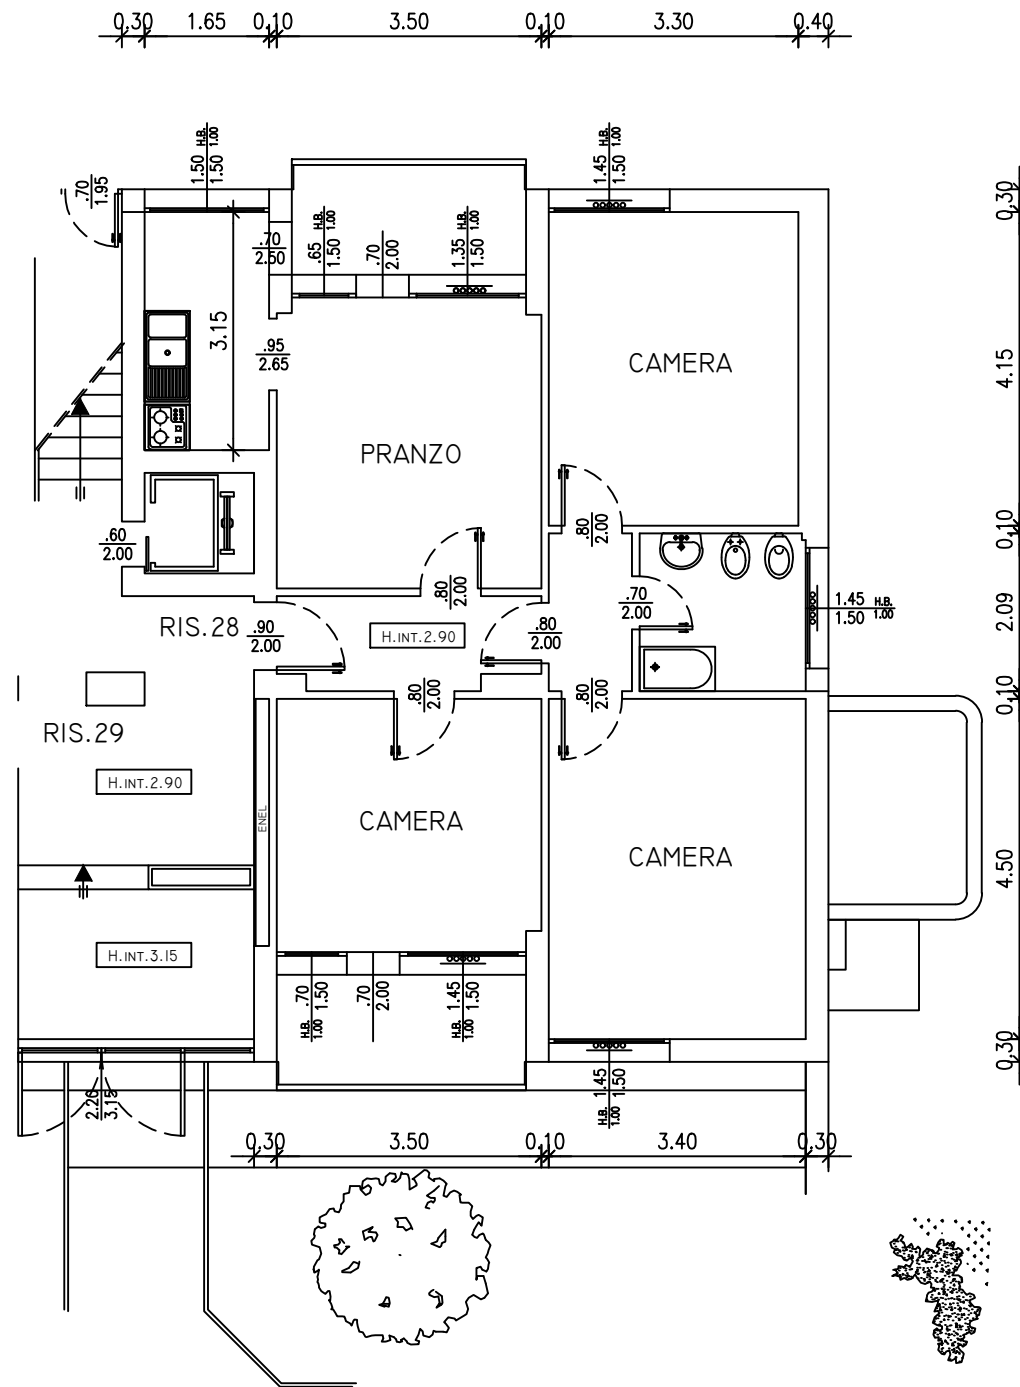 0.30 1.65 0.10 3.50 0.10 3.30 0.40
1.50 H.B.
1.50 1.00
1.45 H.B.
1.50 1.00
.70
1.95
0.30
.70
2.50
.65 H.B.
1.50 1.00
.70
2.00
1.35 H.B.
1.50 1.00
3.15
.95
2.65
CAMERA
4.15
PRANZO
.60
2.00
.80
2.00
0.10
.80
2.00
.70
2.00
1.45 H.B.
1.50 1.00
2.09
RIS.28
.90
2.00
H.INT.2.90
.80
2.00
.80
2.00
.80
2.00
0.10
RIS.29
H.INT.2.90
ENEL
CAMERA
CAMERA
4.50
H.INT.3.15
.70
1.50
H.B.
1.00
.70
2.00
1.45
1.50
H.B.
1.00
0.30
2.26
3.15
1.45
1.50
H.B.
1.00
0.30 3.50 0.10 3.40 0.30